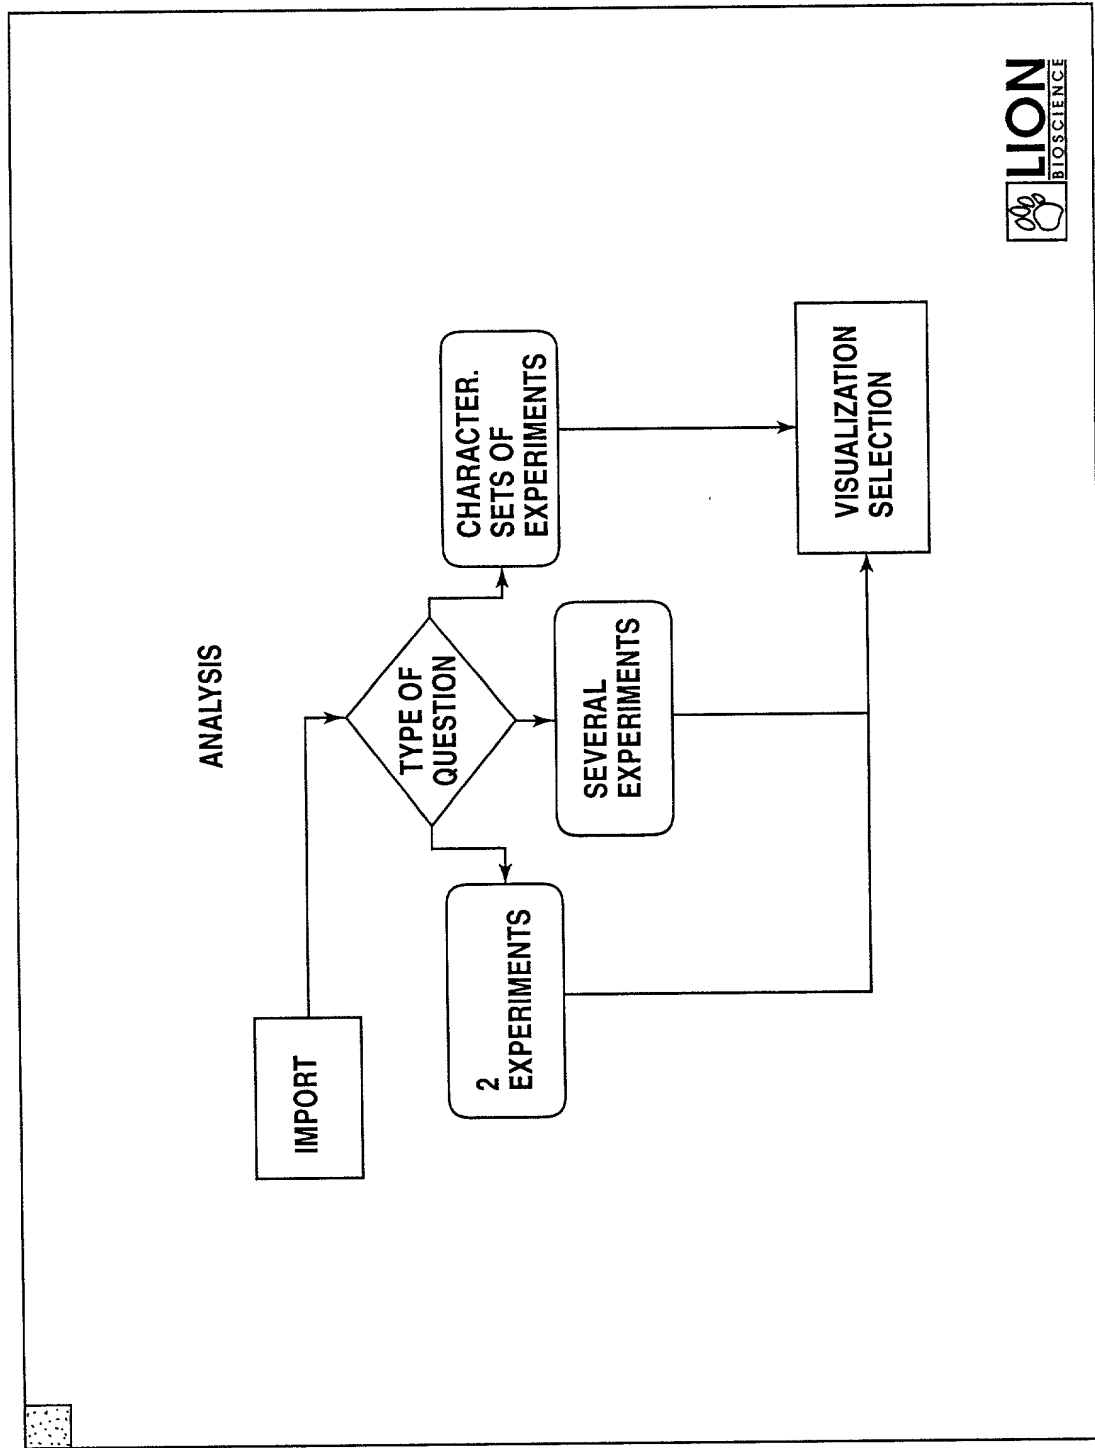 ANALYSIS
IMPORT
TYPE OF
QUESTION
2
EXPERIMENTS
SEVERAL
EXPERIMENTS
CHARACTER.
SETS OF
EXPERIMENTS
VISUALIZATION
SELECTION
LION
BIOSCIENCE